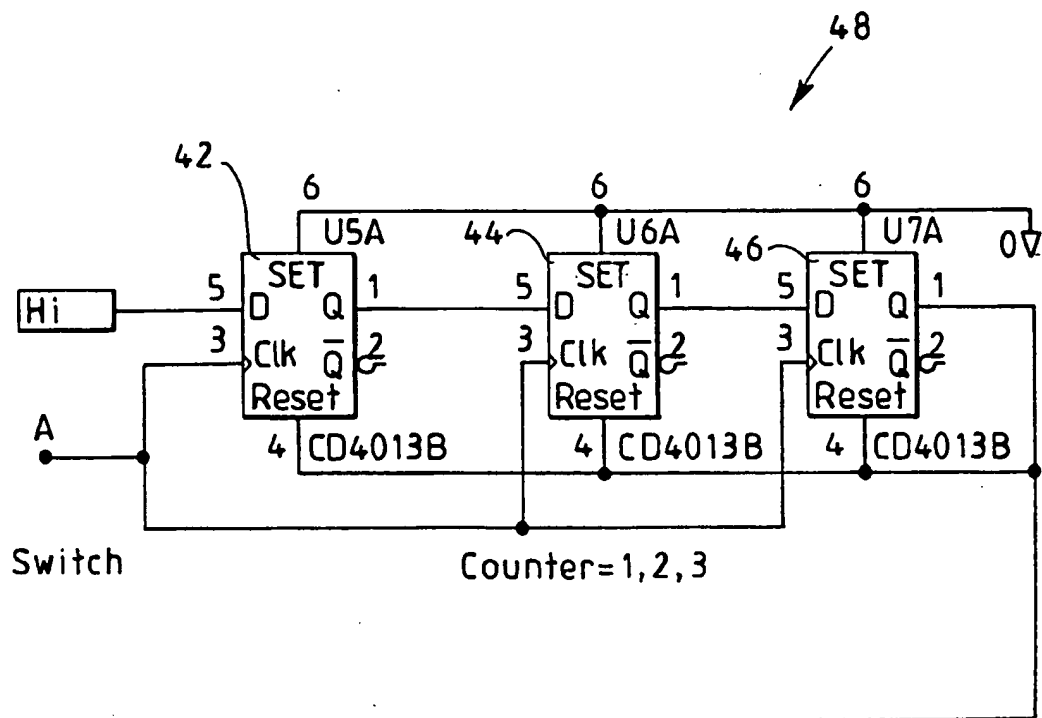 48
42
6 6 6
U5A 44 U6A 46 U7A 0V
SET SET SET
Hi 5 D Q 1 5 D Q 1 5 D Q 1
3 Clk Q̅ 2 3 Clk Q̅ 2 3 Clk Q̅ 2
Reset Reset Reset
A 4 CD4013B 4 CD4013B 4 CD4013B
Switch Counter=1,2,3